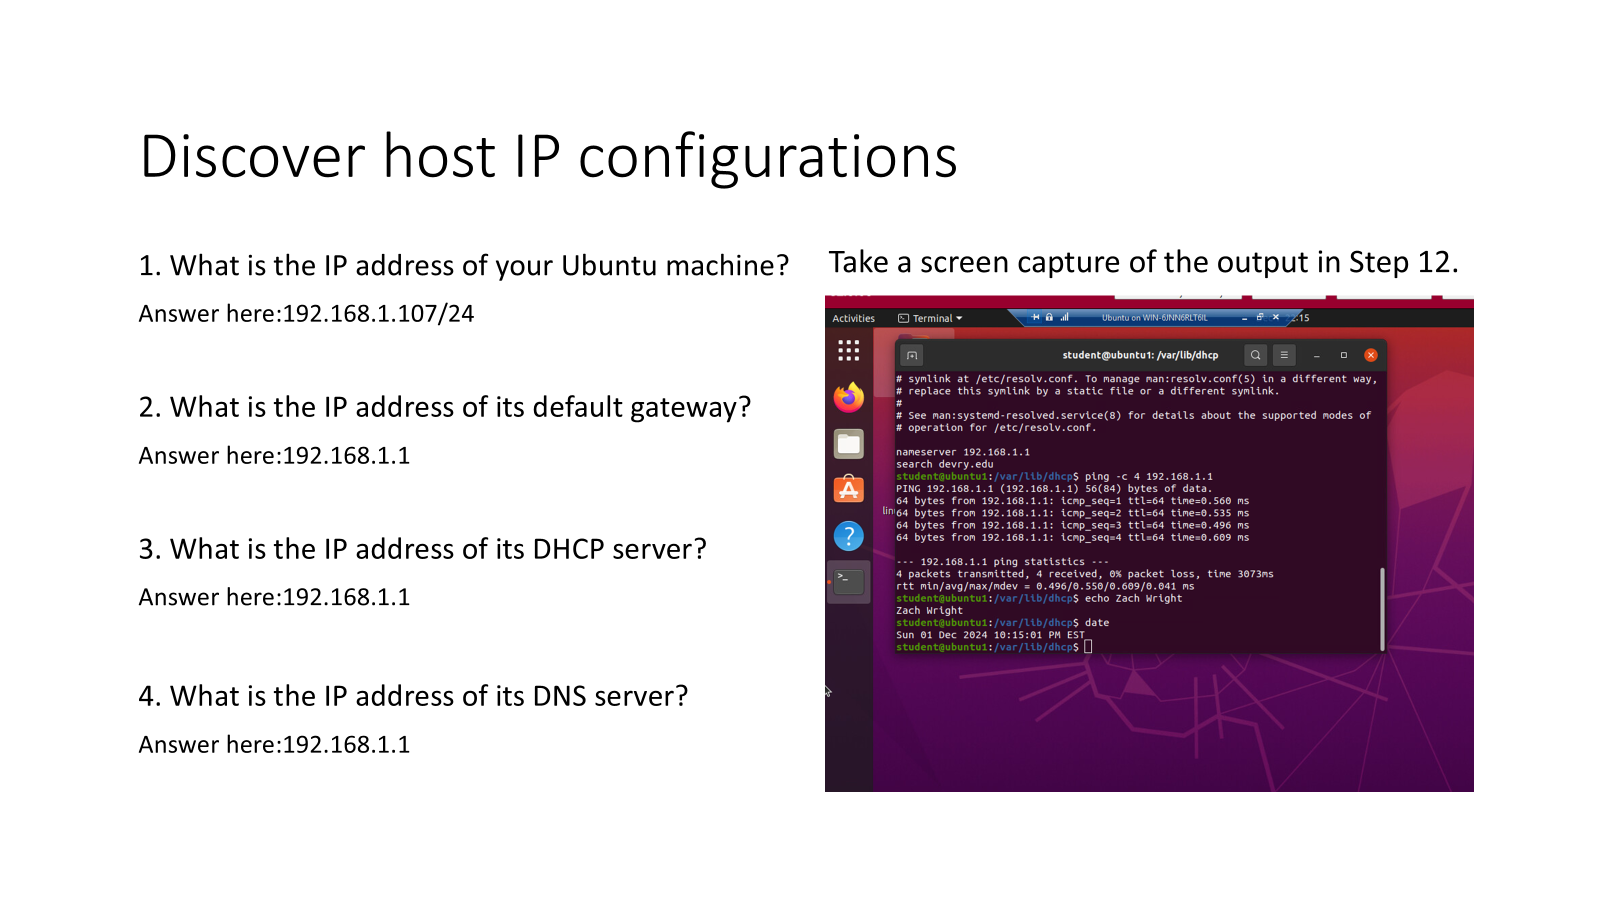 Discover host IP configurations
1. What is the IP address of your Ubuntu machine?
Answer here:192.168.1.107/24
2. What is the IP address of its default gateway?
Answer here:192.168.1.1
3. What is the IP address of its DHCP server?
Answer here:192.168.1.1
4. What is the IP address of its DNS server?
Answer here:192.168.1.1
Take a screen capture of the output in Step 12.
Activities Terminal Ubuntu on WIN-6JNN6RLT6IL :15
student@ubuntu1: /var/lib/dhcp
# symlink at /etc/resolv.conf. To manage man:resolv.conf(5) in a different way,
# replace this symlink by a static file or a different symlink.
#
# See man:systemd-resolved.service(8) for details about the supported modes of
# operation for /etc/resolv.conf.
nameserver 192.168.1.1
search devry.edu
student@ubuntu1:/var/lib/dhcp$ ping -c 4 192.168.1.1
PING 192.168.1.1 (192.168.1.1) 56(84) bytes of data.
64 bytes from 192.168.1.1: icmp_seq=1 ttl=64 time=0.560 ms
64 bytes from 192.168.1.1: icmp_seq=2 ttl=64 time=0.535 ms
64 bytes from 192.168.1.1: icmp_seq=3 ttl=64 time=0.496 ms
64 bytes from 192.168.1.1: icmp_seq=4 ttl=64 time=0.609 ms
--- 192.168.1.1 ping statistics ---
4 packets transmitted, 4 received, 0% packet loss, time 3073ms
rtt min/avg/max/mdev = 0.496/0.550/0.609/0.041 ms
student@ubuntu1:/var/lib/dhcp$ echo Zach Wright
Zach Wright
student@ubuntu1:/var/lib/dhcp$ date
Sun 01 Dec 2024 10:15:01 PM EST
student@ubuntu1:/var/lib/dhcp$